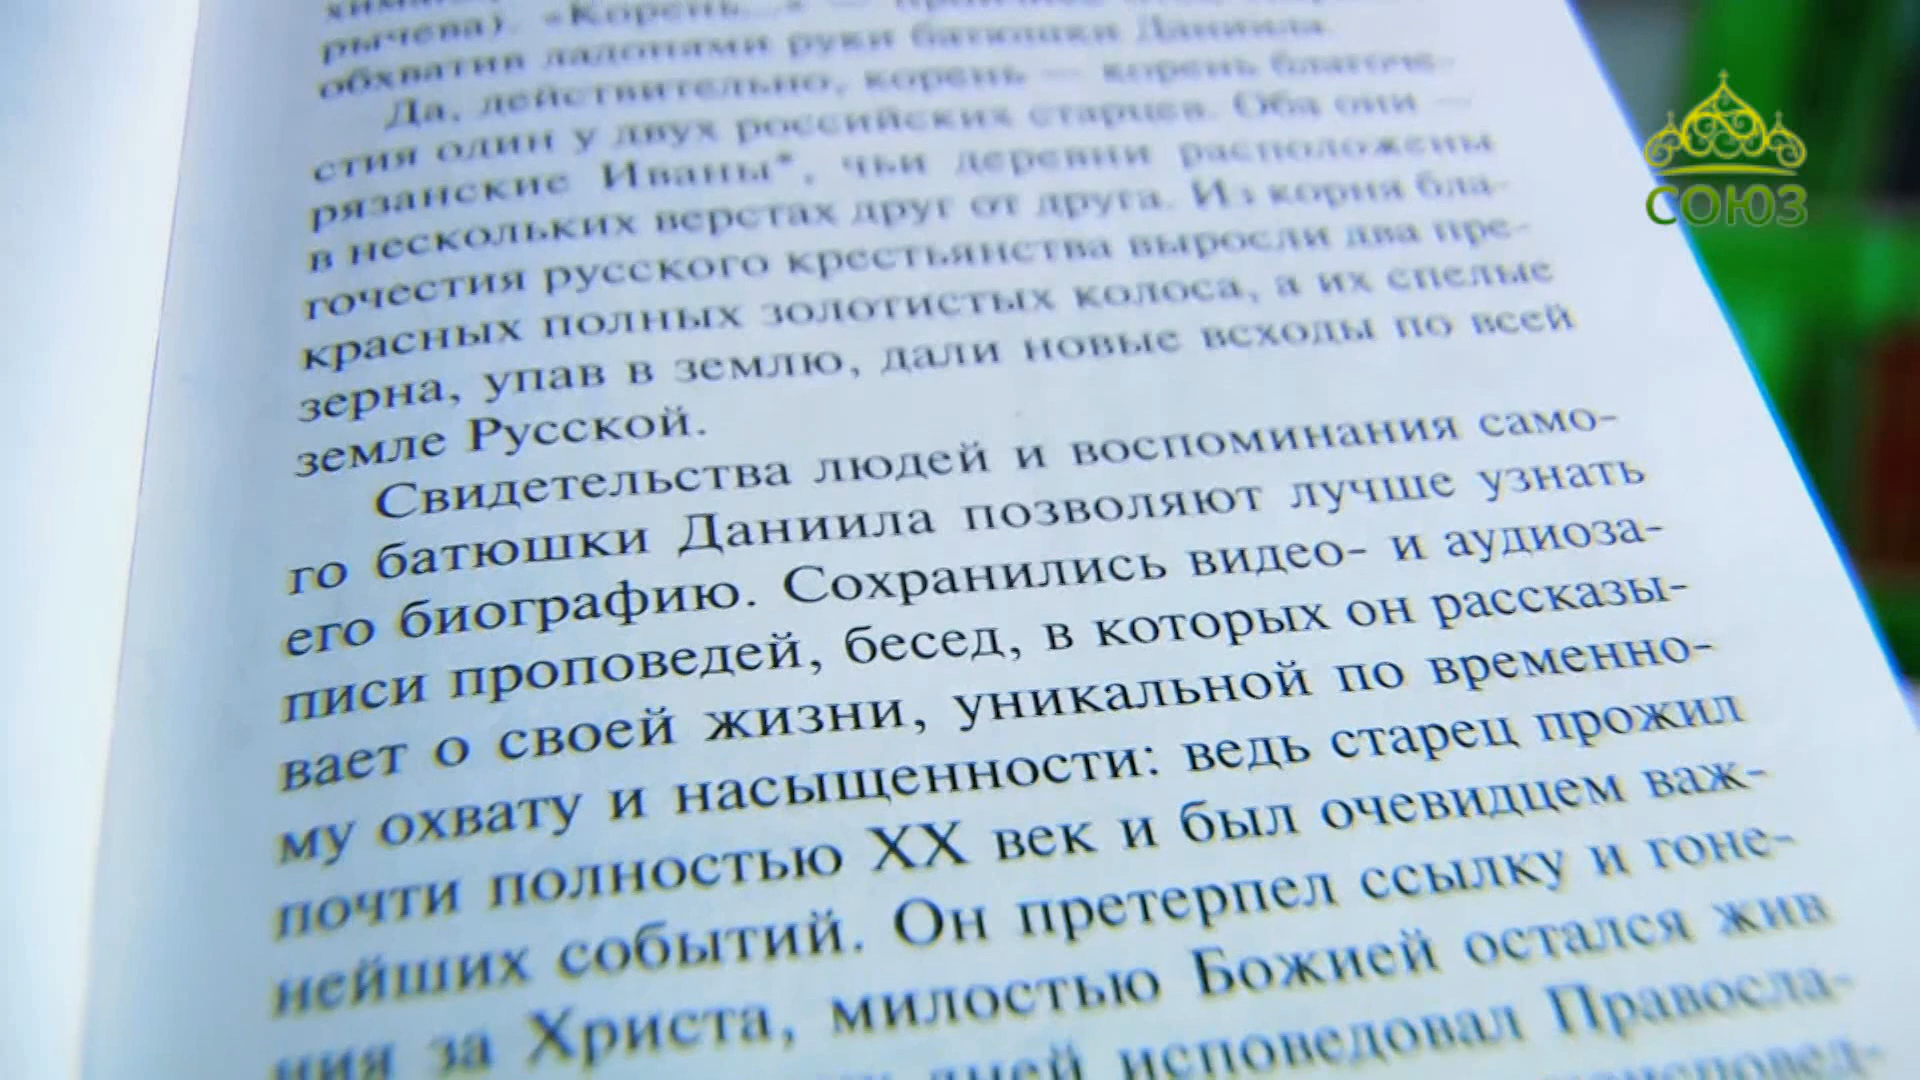 рычева). «Корень...» —
обхватив ладонями руки батюшки Даниила.
Да, действительно, корень — корень благоче-
стия один у двух российских старцев. Оба они —
рязанские Иваны*, чьи деревни расположены
в нескольких верстах друг от друга. Из корня бла-
гочестия русского крестьянства выросли два пре-
красных полных золотистых колоса, а их спелые
зерна, упав в землю, дали новые всходы по всей
земле Русской.
Свидетельства людей и воспоминания само-
го батюшки Даниила позволяют лучше узнать
его биографию. Сохранились видео- и аудиоза-
писи проповедей, бесед, в которых он рассказы-
вает о своей жизни, уникальной по временно-
му охвату и насыщенности: ведь старец прожил
почти полностью XX век и был очевидцем важ-
нейших событий. Он претерпел ссылку и гоне-
ния за Христа, милостью Божией остался жив
дней исповедовал Правосла-
СОЮЗ